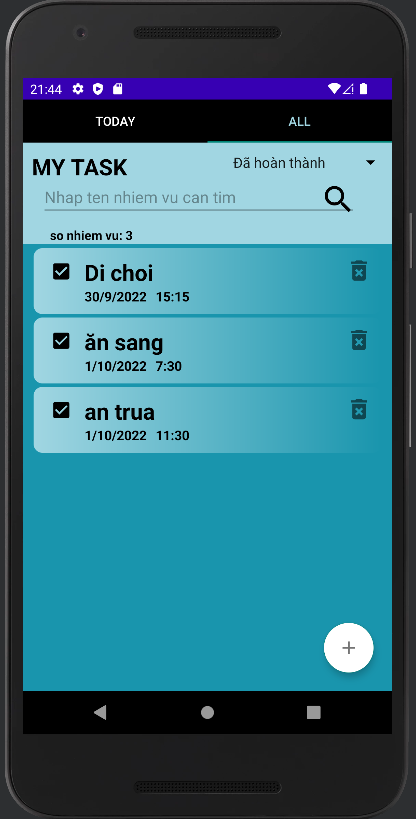 21:44
TODAY ALL
MY TASK Đã hoàn thành
Nhap ten nhiem vu can tim
so nhiem vu: 3
Di choi
30/9/2022 15:15
ăn sang
1/10/2022 7:30
an trua
1/10/2022 11:30